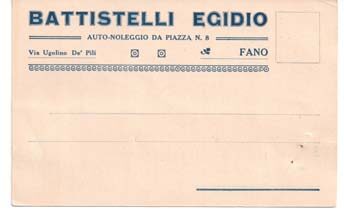 BATTISTELLI EGIDIO
AUTO-NOLEGGIO DA PIAZZA N. 8
Via Ugolino De' Pili FANO